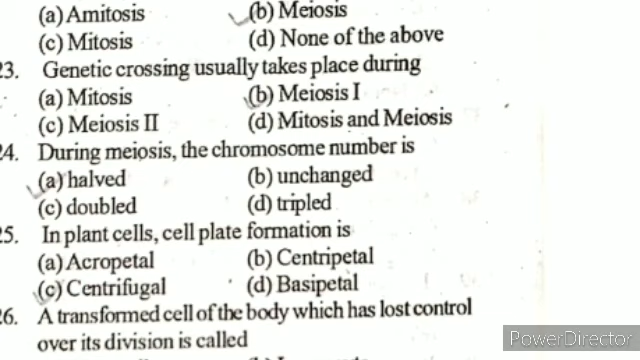 (a) Amitosis (b) Meiosis
(c) Mitosis (d) None of the above
23. Genetic crossing usually takes place during
(a) Mitosis (b) Meiosis I
(c) Meiosis II (d) Mitosis and Meiosis
24. During meiosis, the chromosome number is
(a) halved (b) unchanged
(c) doubled (d) tripled
25. In plant cells, cell plate formation is
(a) Acropetal (b) Centripetal
(c) Centrifugal (d) Basipetal
26. A transformed cell of the body which has lost control
over its division is called
PowerDirector